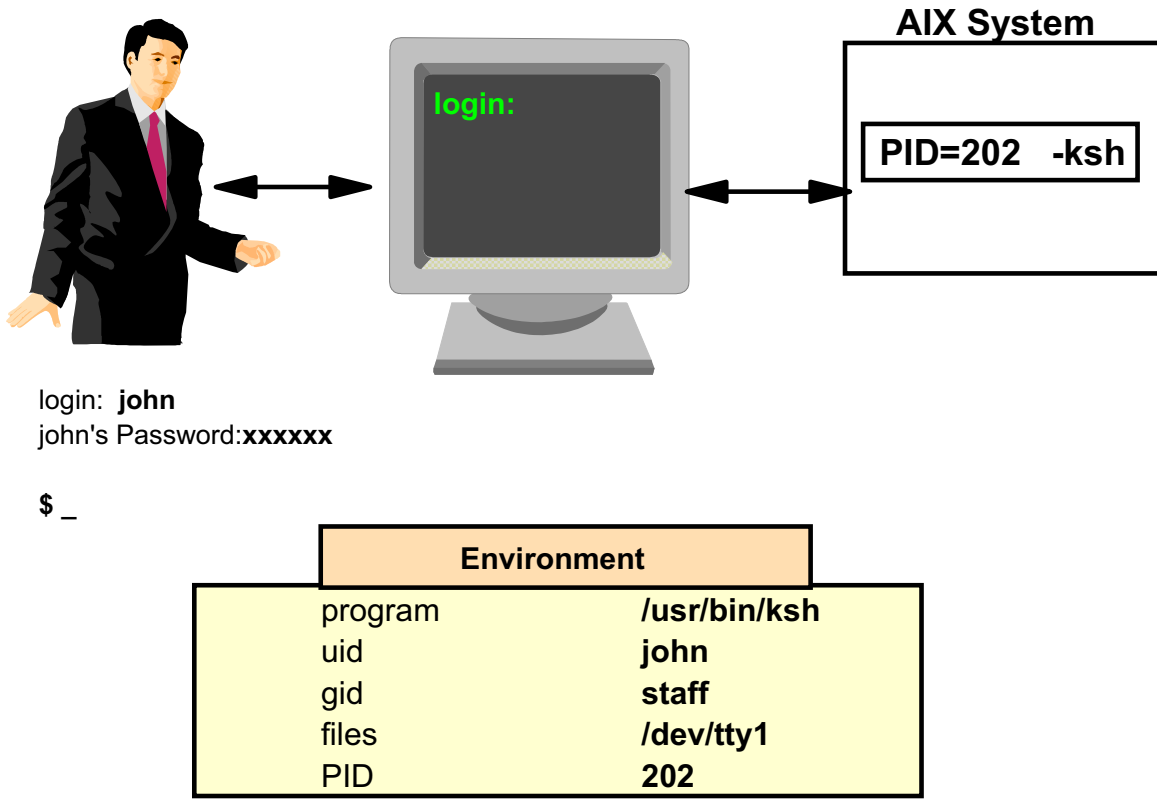 AIX System
login:
PID=202 -ksh
login: john
john's Password:xxxxxx
$ _
Environment
program /usr/bin/ksh
uid john
gid staff
files /dev/tty1
PID 202